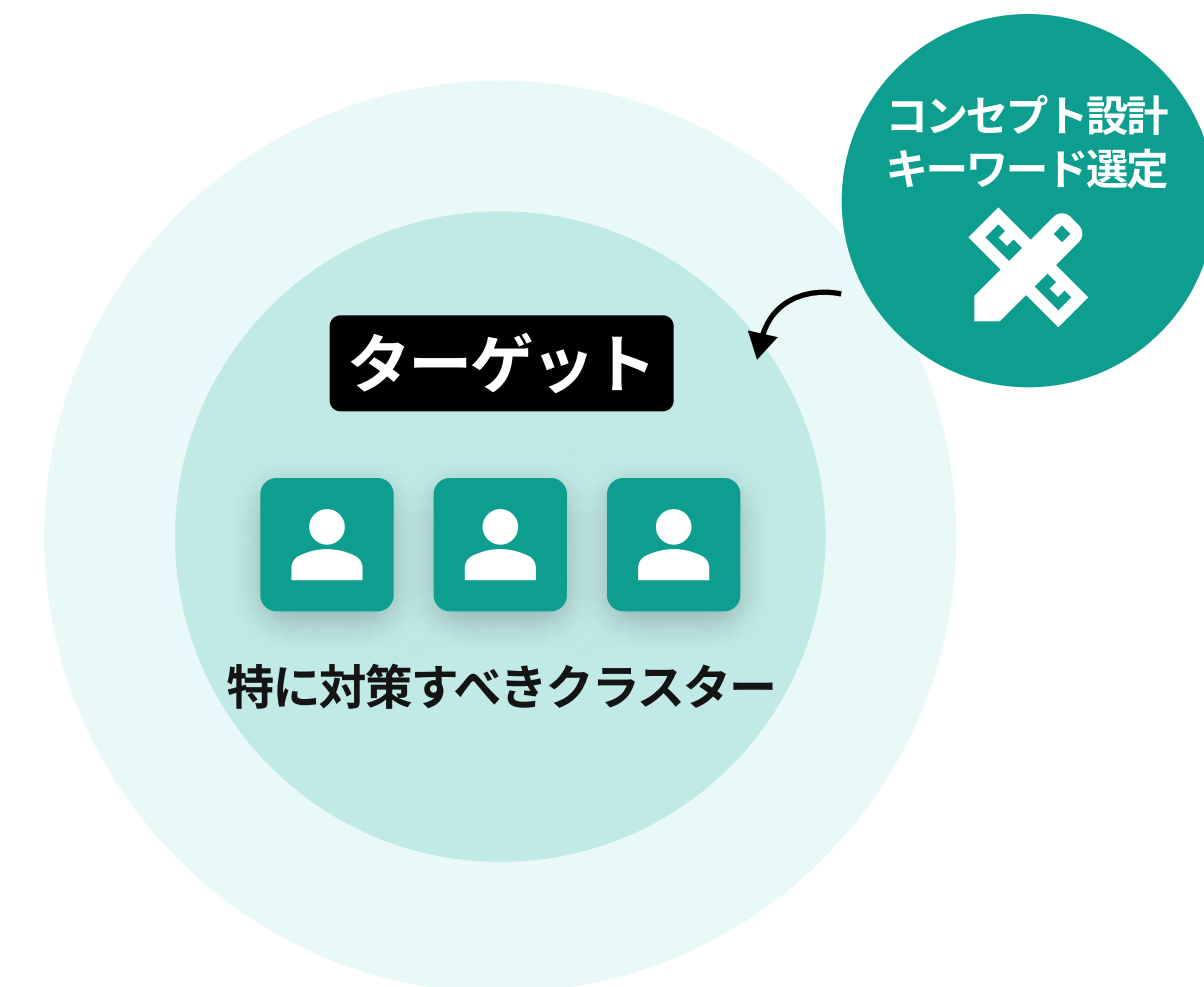 コンセプト設計
キーワード選定
ターゲット
特に対策すべきクラスター